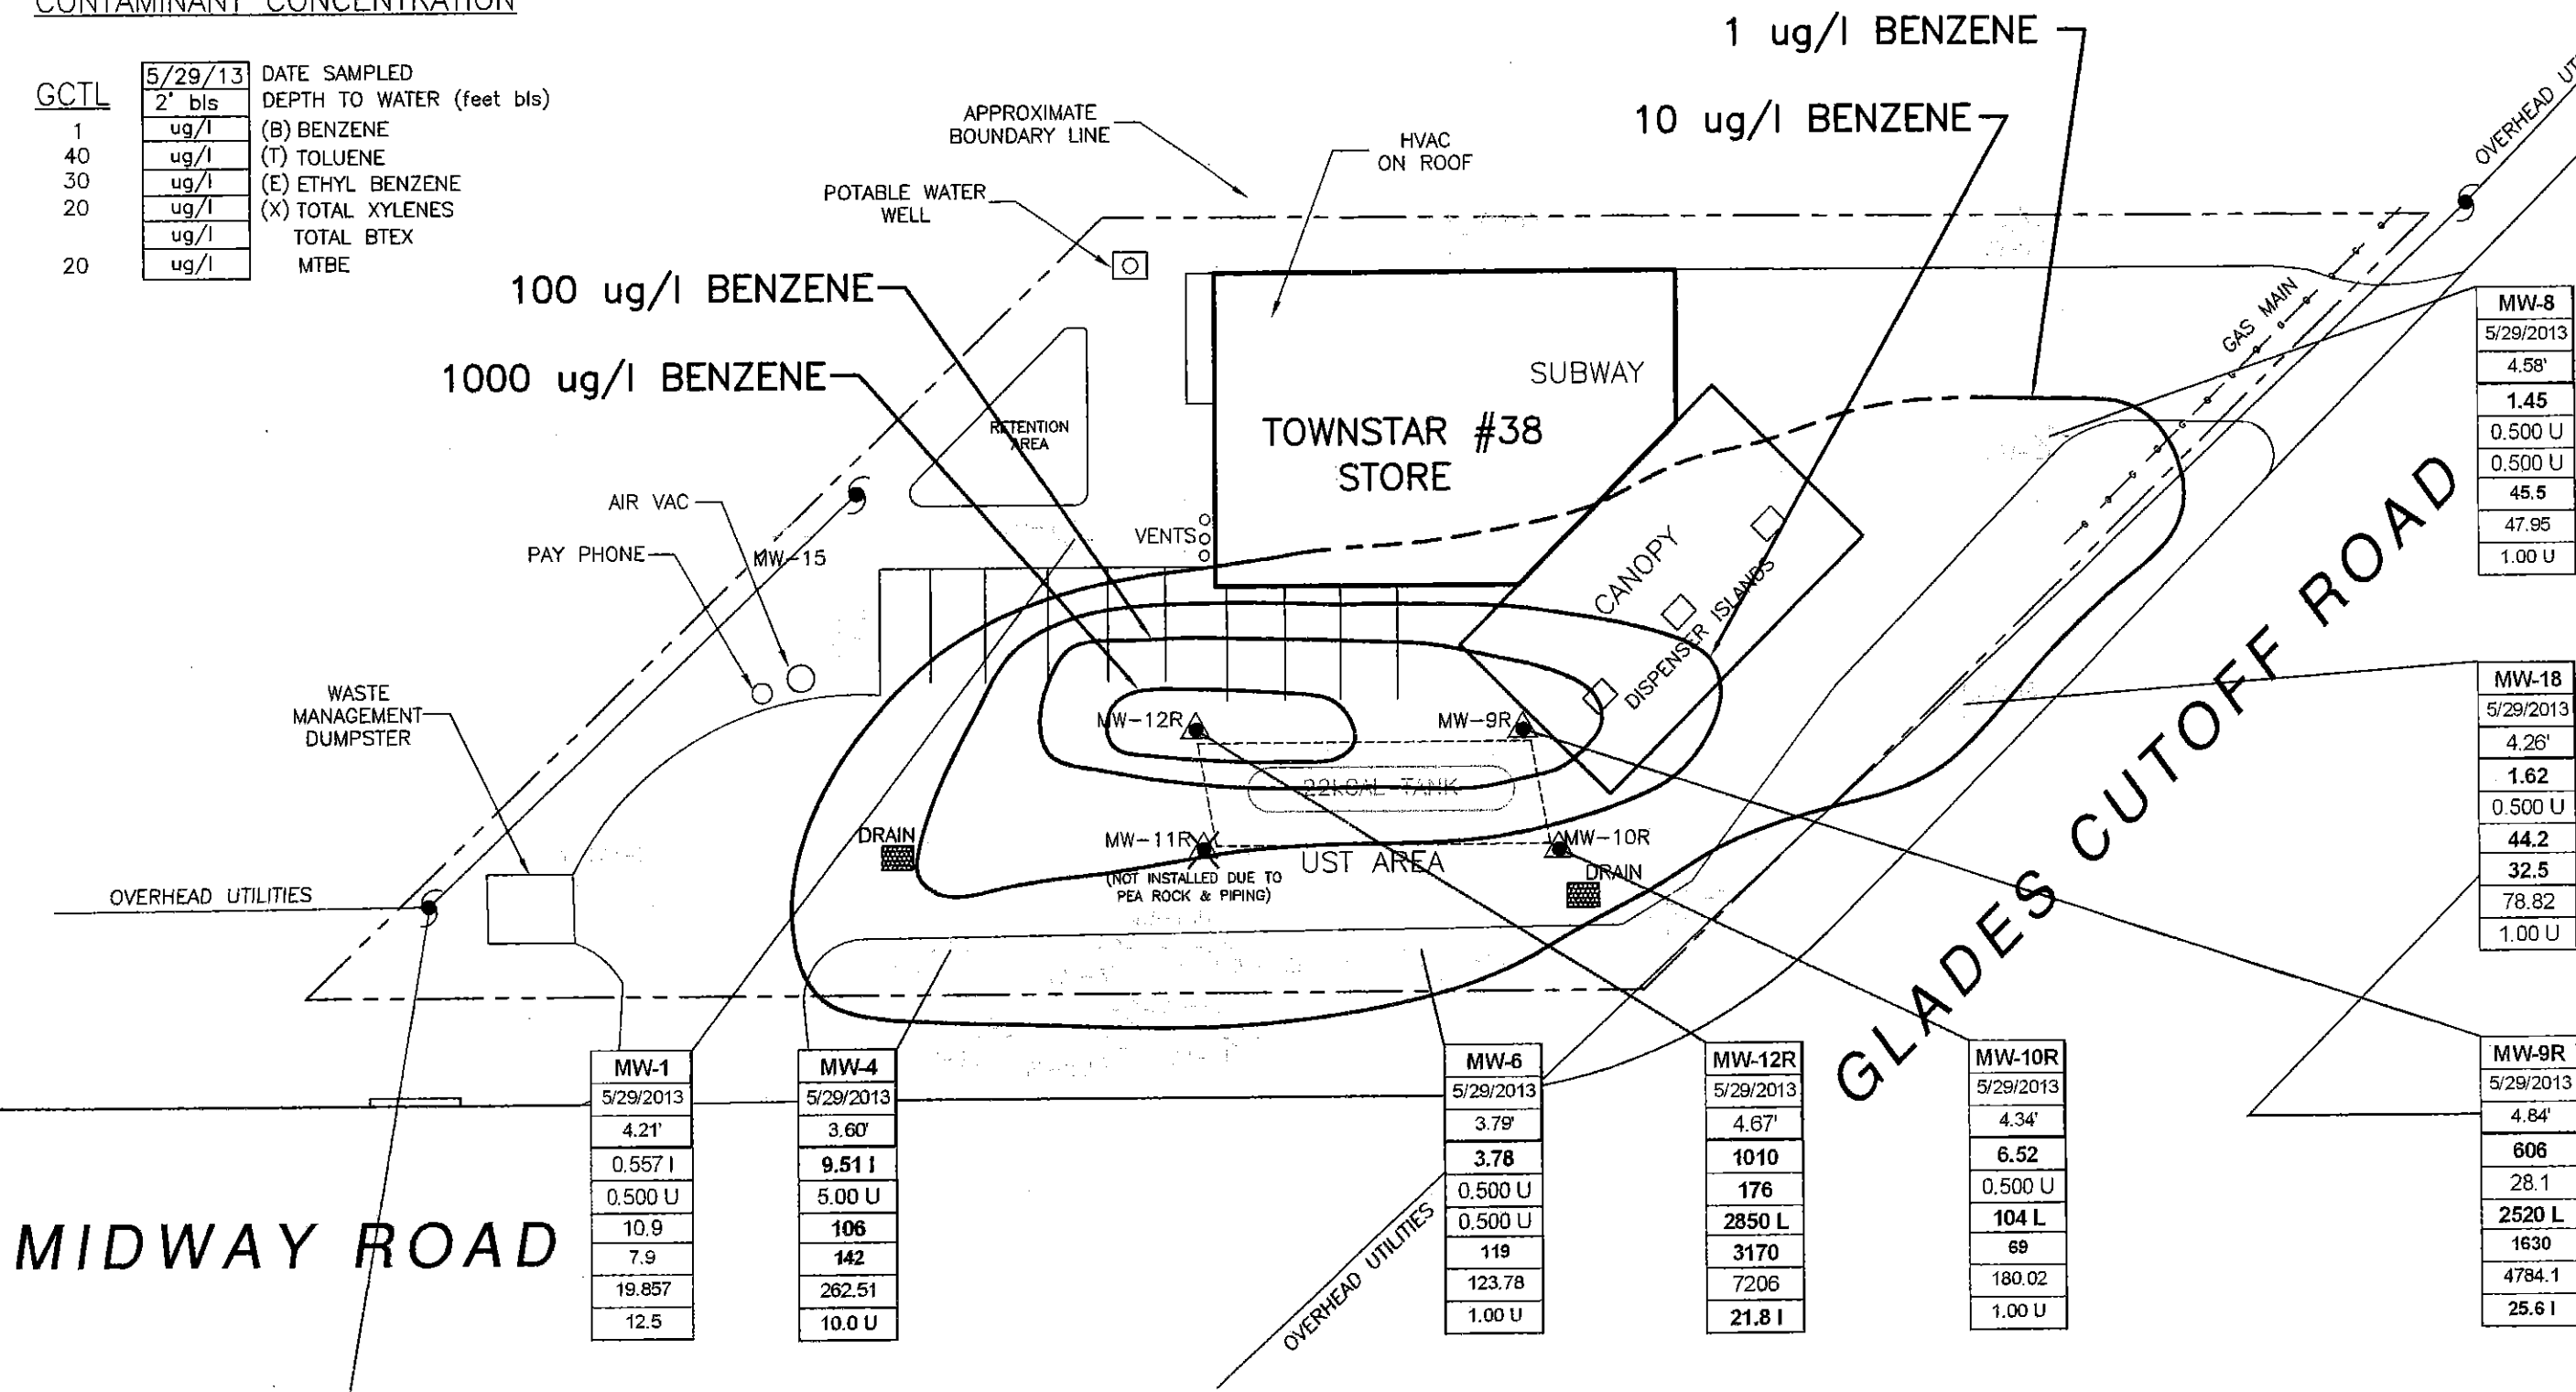 CONTAMINANT CONCENTRATION
GCTL
5/29/13 DATE SAMPLED
2' bls DEPTH TO WATER (feet bls)
1 ug/l (B) BENZENE
40 ug/l (T) TOLUENE
30 ug/l (E) ETHYL BENZENE
20 ug/l (X) TOTAL XYLENES
ug/l TOTAL BTEX
20 ug/l MTBE
1 ug/l BENZENE
10 ug/l BENZENE
100 ug/l BENZENE
1000 ug/l BENZENE
APPROXIMATE
BOUNDARY LINE
HVAC
ON ROOF
POTABLE WATER
WELL
OVERHEAD
GAS MAIN
SUBWAY
TOWNSTAR #38
STORE
RETENTION
AREA
AIR VAC
PAY PHONE
MW-15
VENTS
CANOPY
DISPENSER ISLANDS
WASTE
MANAGEMENT
DUMPSTER
MW-12R
MW-9R
22kGAL TANK
DRAIN
MW-11R
(NOT INSTALLED DUE TO
PEA ROCK & PIPING)
UST AREA
MW-10R
DRAIN
OVERHEAD UTILITIES
GLADES CUTOFF ROAD
MIDWAY ROAD
OVERHEAD UTILITIES
MW-8
5/29/2013
4.58'
1.45
0.500 U
0.500 U
45.5
47.95
1.00 U
MW-18
5/29/2013
4.26'
1.62
0.500 U
44.2
32.5
78.82
1.00 U
MW-1
5/29/2013
4.21'
0.557 I
0.500 U
10.9
7.9
19.857
12.5
MW-4
5/29/2013
3.60'
9.51 I
5.00 U
106
142
262.51
10.0 U
MW-6
5/29/2013
3.79'
3.78
0.500 U
0.500 U
119
123.78
1.00 U
MW-12R
5/29/2013
4.67'
1010
176
2850 L
3170
7206
21.8 I
MW-10R
5/29/2013
4.34'
6.52
0.500 U
104 L
69
180.02
1.00 U
MW-9R
5/29/2013
4.84'
606
28.1
2520 L
1630
4784.1
25.6 I